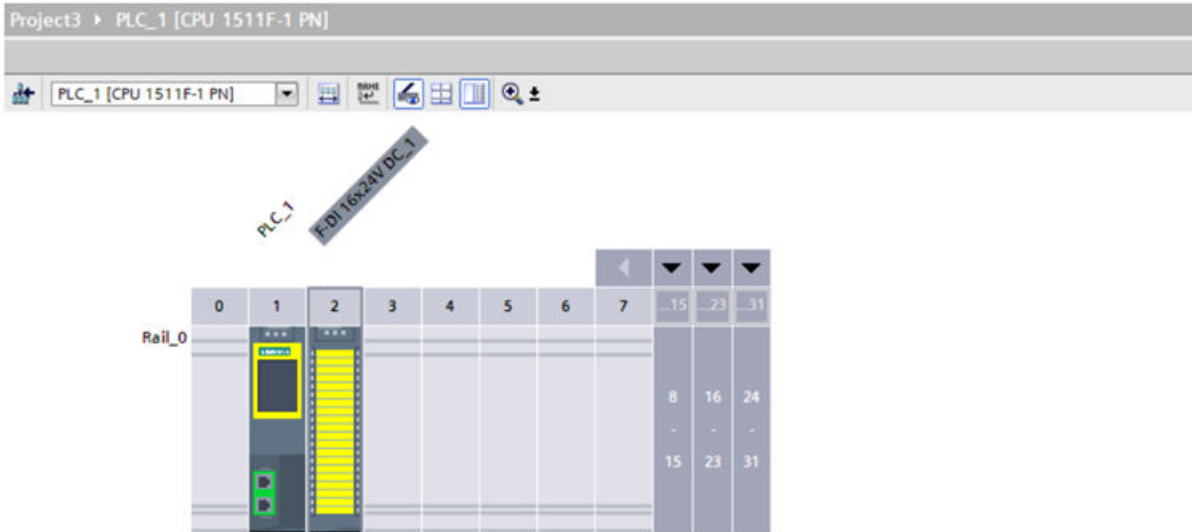 Project3 ▸ PLC_1 [CPU 1511F-1 PN]
PLC_1 [CPU 1511F-1 PN]
PLC_1
F-DI 16x24V DC_1
0 1 2 3 4 5 6 7 ...15 ...23 ...31
Rail_0
SIEMENS
8 16 24
- - -
15 23 31